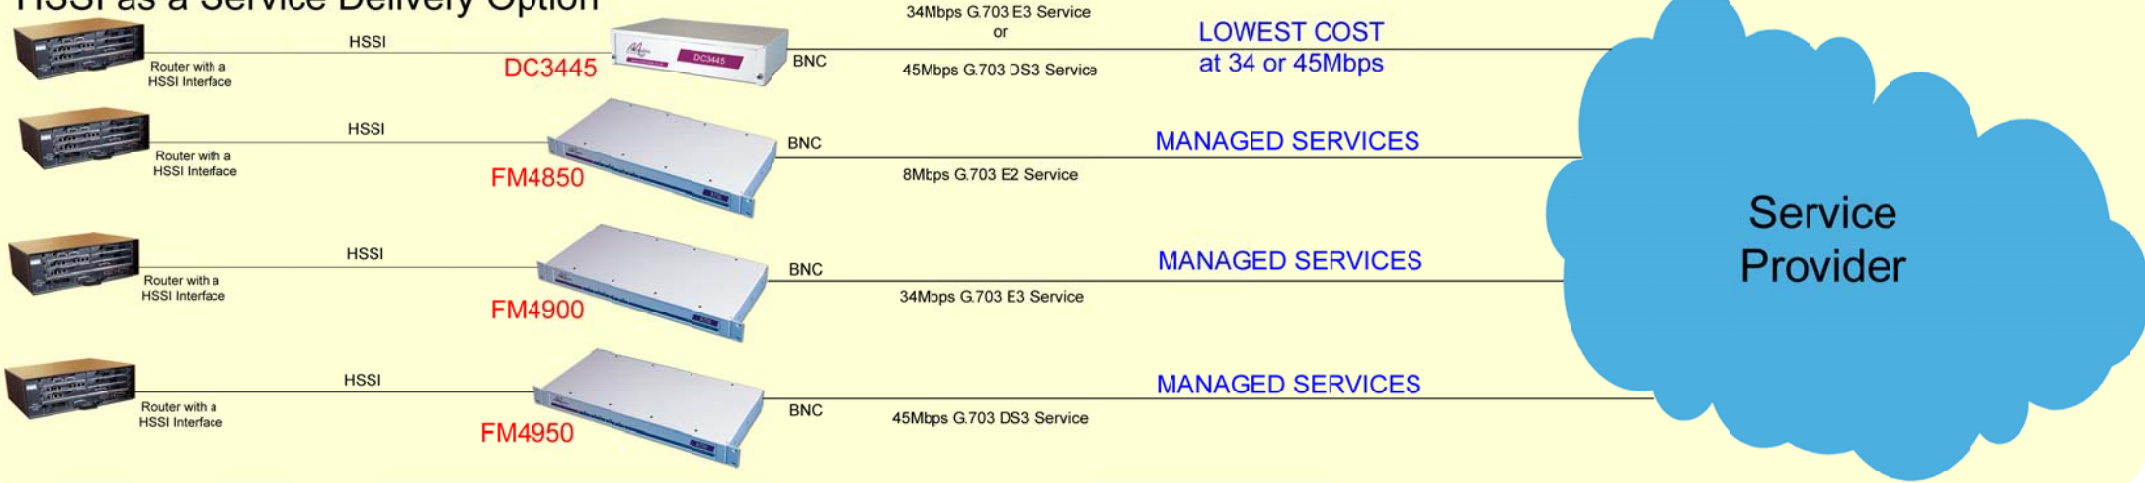 HSSI as a Service Delivery Option
34Mbps G.703 E3 Service
or
HSSI
LOWEST COST
DC3445
DC3445
BNC
45Mbps G.703 DS3 Service
at 34 or 45Mbps
Router with a
HSSI Interface
HSSI
BNC
MANAGED SERVICES
Router with a
HSSI Interface
FM4850
8Mbps G.703 E2 Service
Service
Provider
HSSI
BNC
MANAGED SERVICES
Router with a
HSSI Interface
FM4900
34Mbps G.703 E3 Service
HSSI
BNC
MANAGED SERVICES
Router with a
HSSI Interface
FM4950
45Mbps G.703 DS3 Service